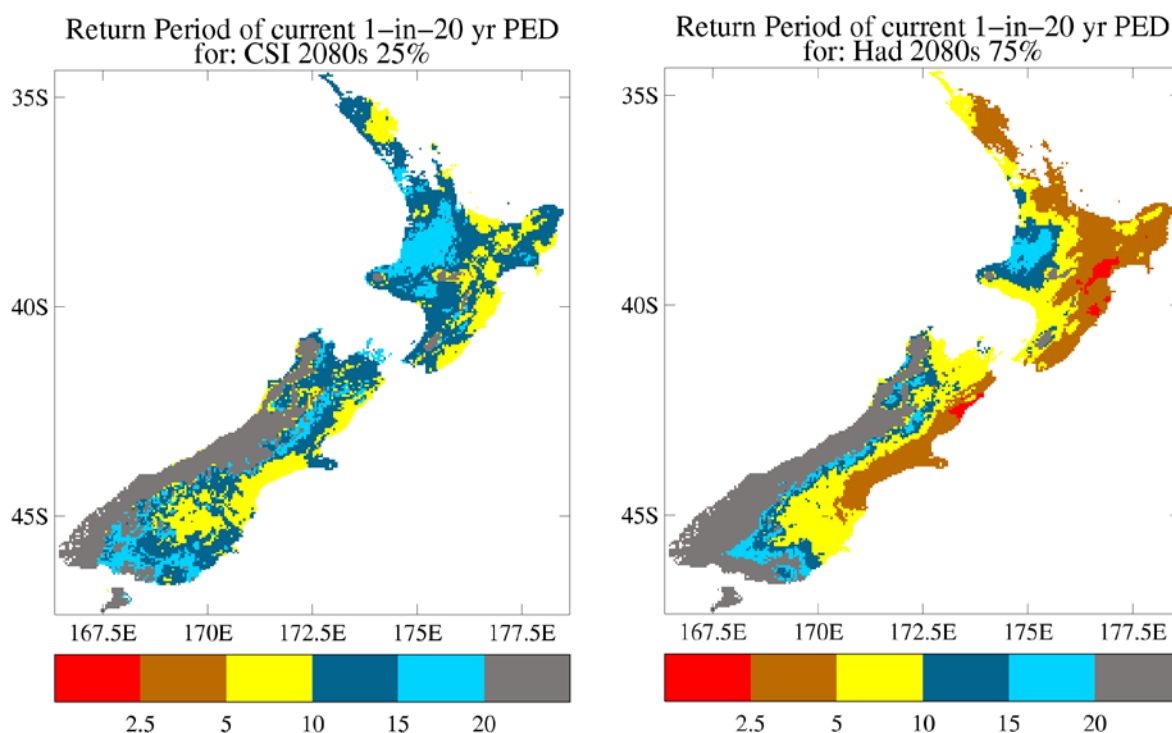 Return Period of current 1-in-20 yr PED
for: CSI 2080s 25%
35S
40S
45S
167.5E 170E 172.5E 175E 177.5E
2.5 5 10 15 20
Return Period of current 1-in-20 yr PED
for: Had 2080s 75%
35S
40S
45S
167.5E 170E 172.5E 175E 177.5E
2.5 5 10 15 20